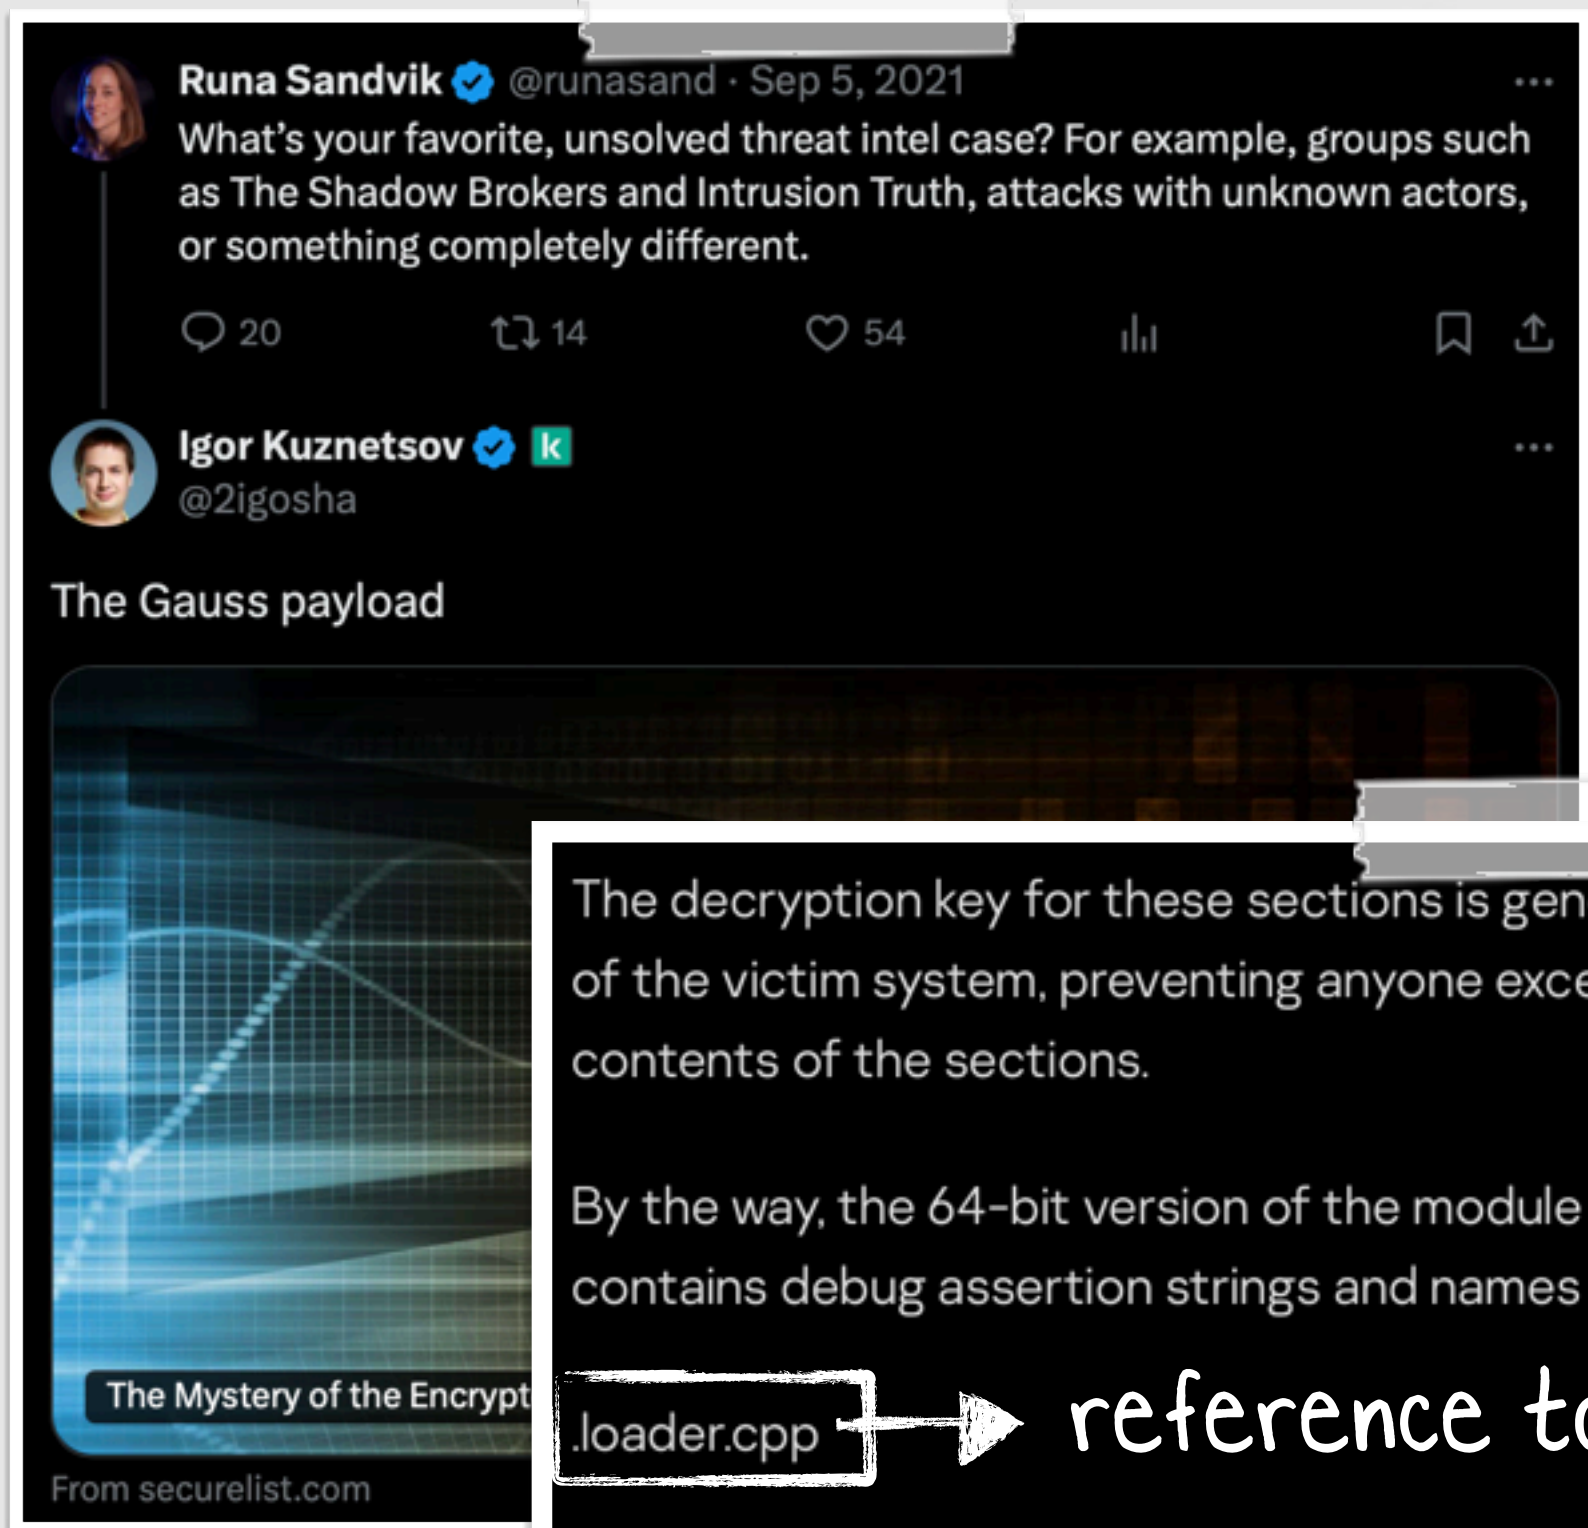 Runa Sandvik @runasand · Sep 5, 2021
What's your favorite, unsolved threat intel case? For example, groups such
as The Shadow Brokers and Intrusion Truth, attacks with unknown actors,
or something completely different.
20 14 54
Igor Kuznetsov k
@2igosha
The Gauss payload
The Mystery of the Encrypt
From securelist.com
The decryption key for these sections is gen
of the victim system, preventing anyone exce
contents of the sections.
By the way, the 64-bit version of the module
contains debug assertion strings and names
.loader.cpp reference to